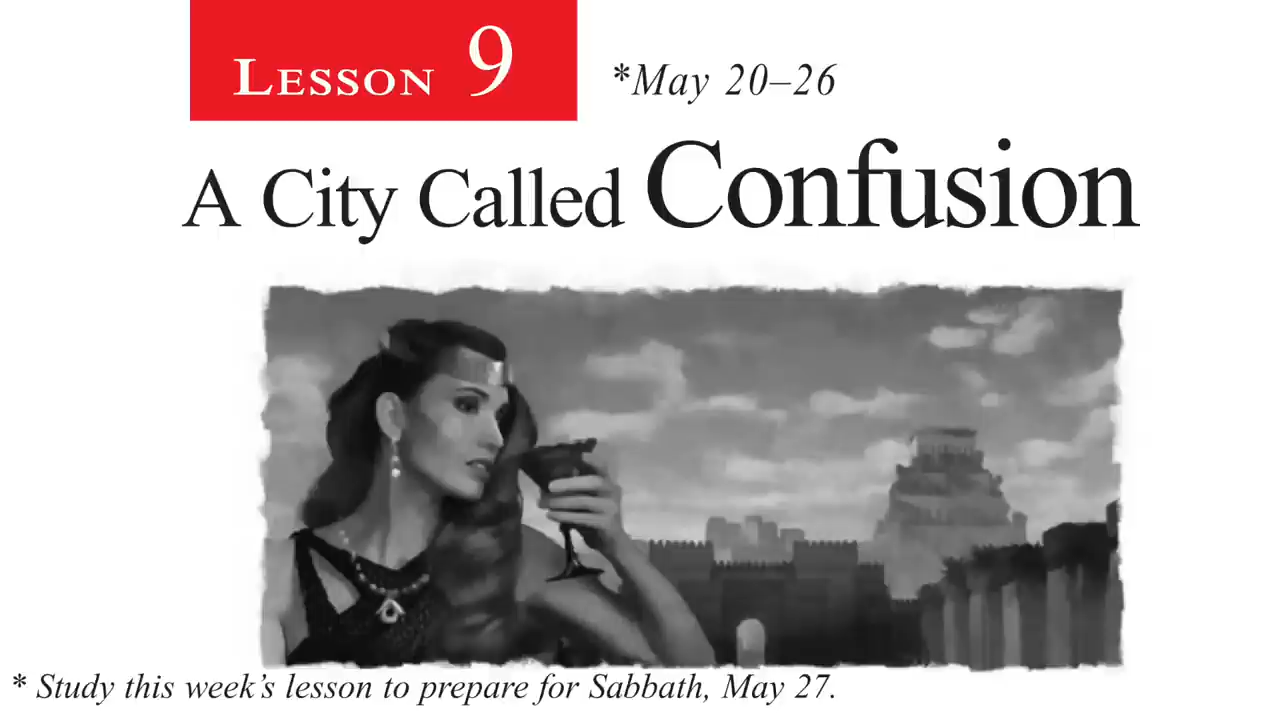 LESSON 9
*May 20–26
A City Called Confusion
* Study this week's lesson to prepare for Sabbath, May 27.